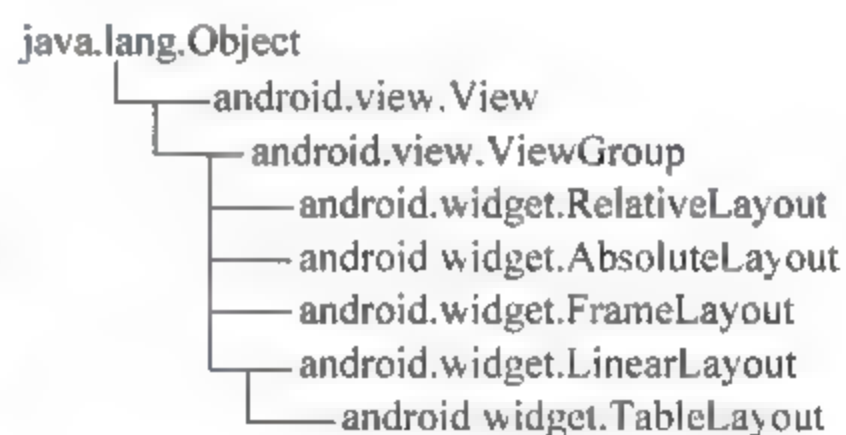 java.lang.Object
android.view.View
android.view.ViewGroup
android.widget.RelativeLayout
android widget.AbsoluteLayout
android.widget.FrameLayout
android.widget.LinearLayout
android widget.TableLayout